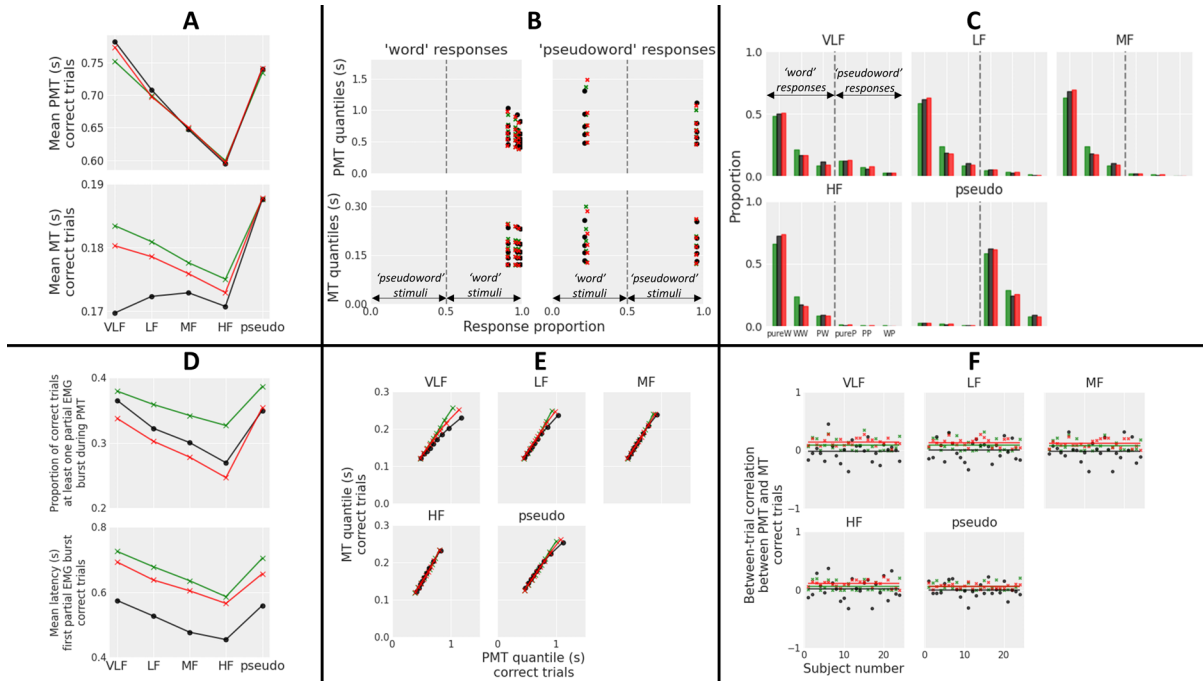 A
Mean PMT (s)
correct trials
0.75
0.70
0.65
0.60
Mean MT (s)
correct trials
0.19
0.18
0.17
VLF LF MF HF pseudo
B
'word' responses 'pseudoword' responses
PMT quantiles (s)
1.5
1.0
0.5
0.0
MT quantiles (s)
0.30
0.15
0.00
‘pseudoword’ stimuli
‘word’ stimuli
‘word’ stimuli
‘pseudoword’ stimuli
0.0 0.5 1.0 0.0 0.5 1.0
Response proportion
C
VLF LF MF
1.0
0.5
0.0
‘word’ responses
‘pseudoword’ responses
Proportion
HF pseudo
1.0
0.5
0.0
pureW WW PW pureP PP WP
D
Proportion of correct trials
at least one partial EMG
burst during PMT
0.4
0.3
0.2
Mean latency (s)
first partial EMG burst
correct trials
0.8
0.6
0.4
VLF LF MF HF pseudo
E
VLF LF MF
0.3
0.2
0.1
0.0
MT quantile (s)
correct trials
HF pseudo
0.3
0.2
0.1
0.0
0 1 0 1
PMT quantile (s)
correct trials
F
VLF LF MF
1
0
−1
Between-trial correlation
between PMT and MT
correct trials
HF pseudo
1
0
−1
0 10 20 0 10 20
Subject number